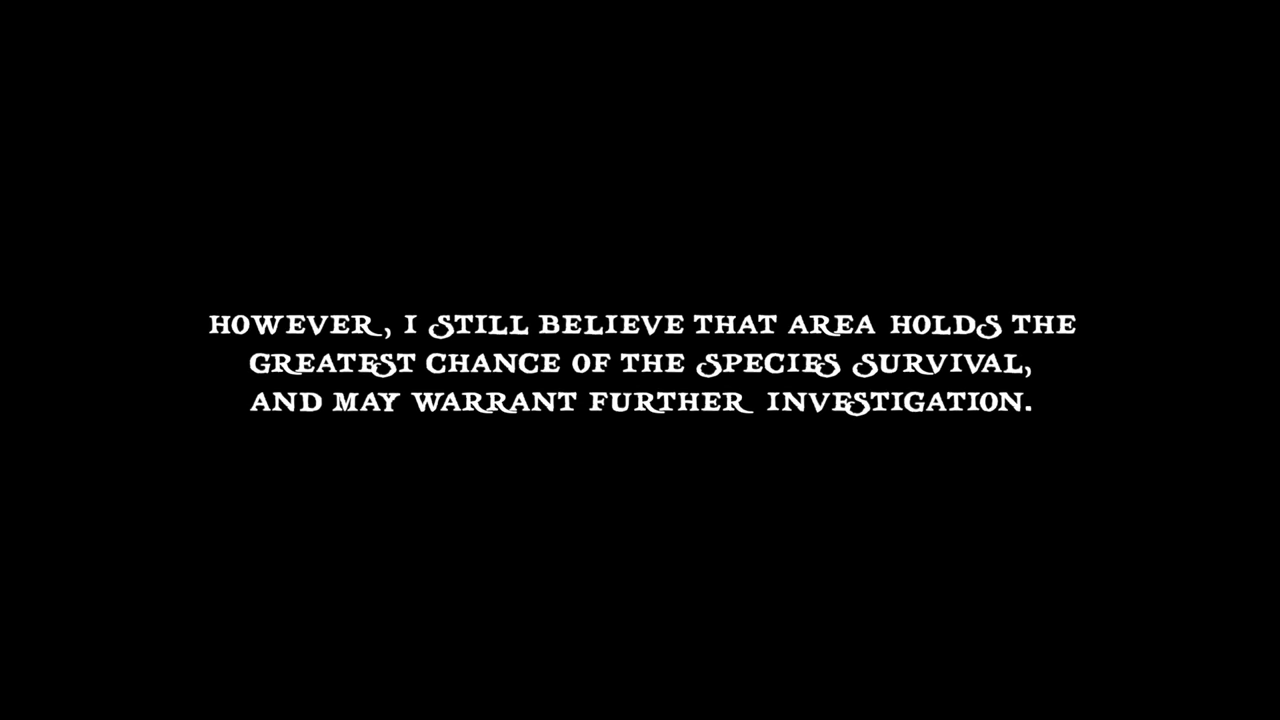 HOWEVER, I STILL BELIEVE THAT AREA HOLDS THE
GREATEST CHANCE OF THE SPECIES SURVIVAL,
AND MAY WARRANT FURTHER INVESTIGATION.